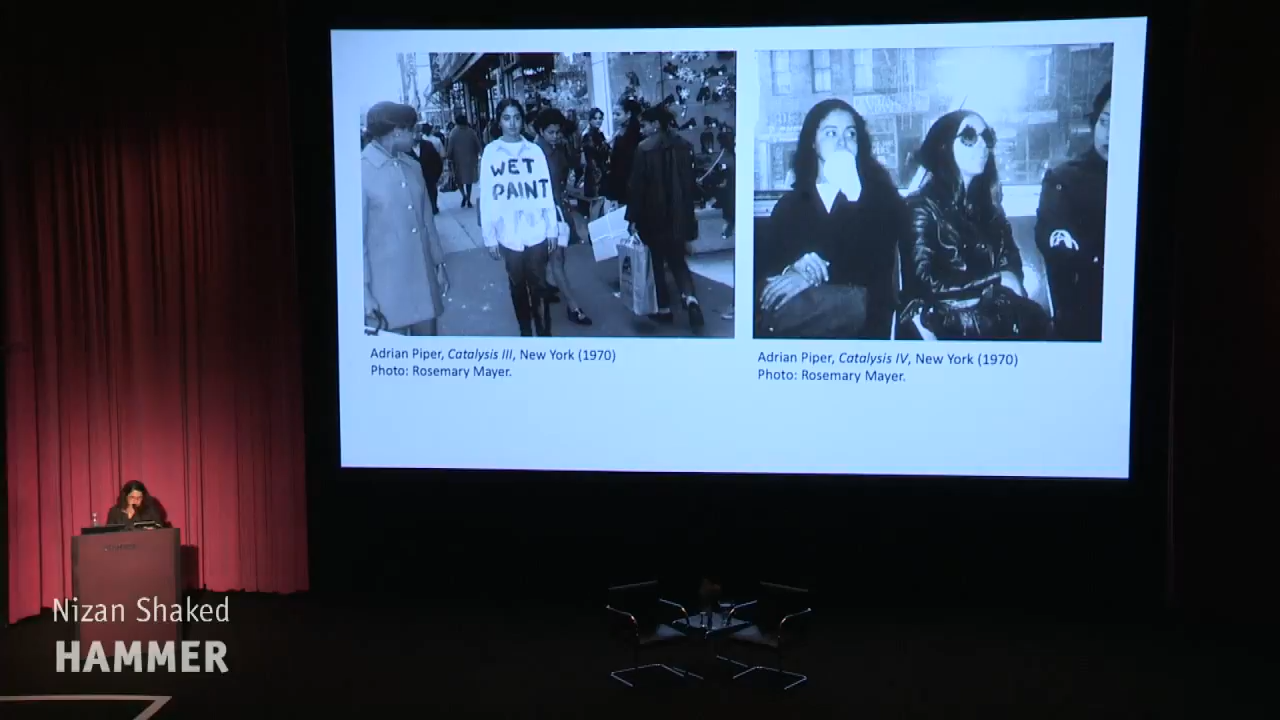 WET
PAINT
Adrian Piper, Catalysis III, New York (1970)
Photo: Rosemary Mayer.
Adrian Piper, Catalysis IV, New York (1970)
Photo: Rosemary Mayer.
Nizan Shaked
HAMMER